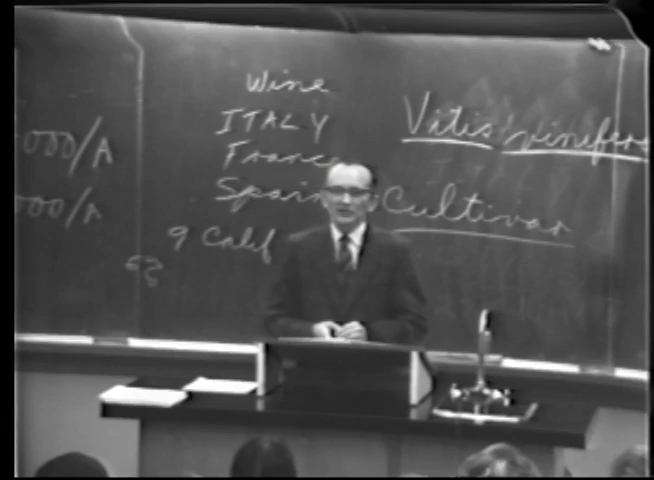 000/A
000/A
Wine
ITALY
France
Spain
9 Calif
Vitis vinifera
Cultivar